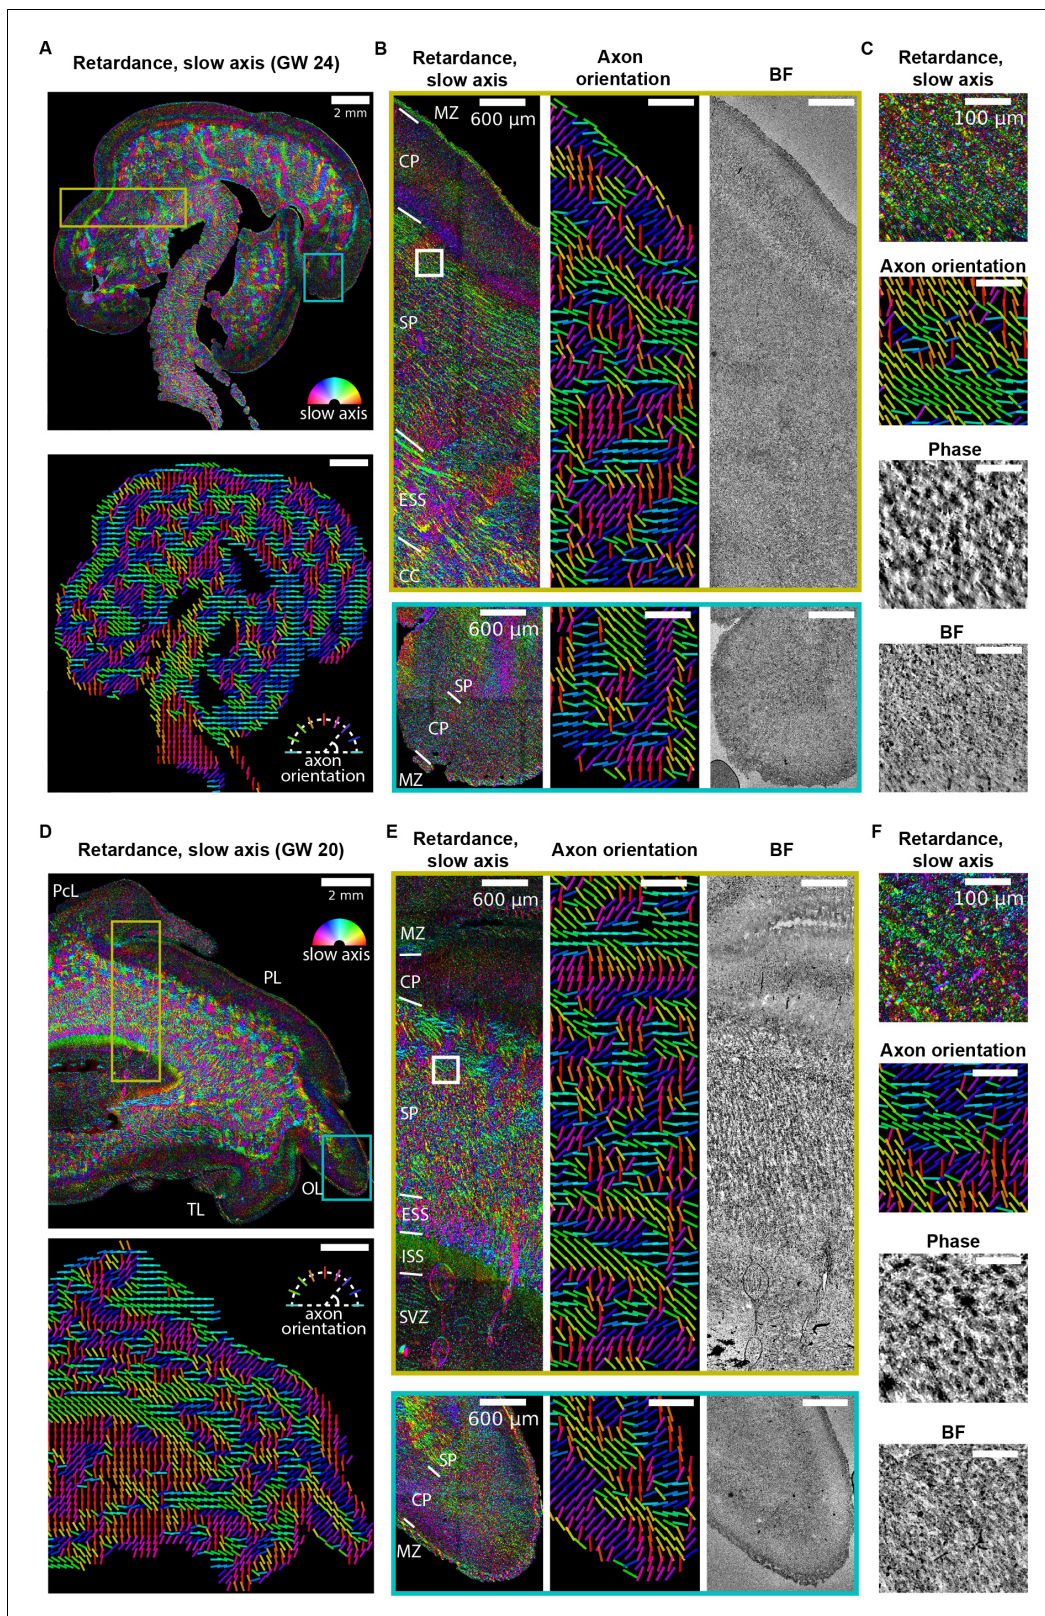 A
Retardance, slow axis (GW 24)
2 mm
slow axis
axon
orientation
B
Retardance,
slow axis
Axon
orientation
BF
MZ
600 µm
CP
SP
ESS
CC
600 µm
SP
CP
MZ
C
Retardance,
slow axis
100 µm
Axon orientation
Phase
BF
D
Retardance, slow axis (GW 20)
PcL
2 mm
slow axis
PL
OL
TL
axon
orientation
E
Retardance,
slow axis
Axon orientation
BF
600 µm
MZ
CP
SP
ESS
ISS
SVZ
600 µm
SP
CP
MZ
F
Retardance,
slow axis
100 µm
Axon orientation
Phase
BF